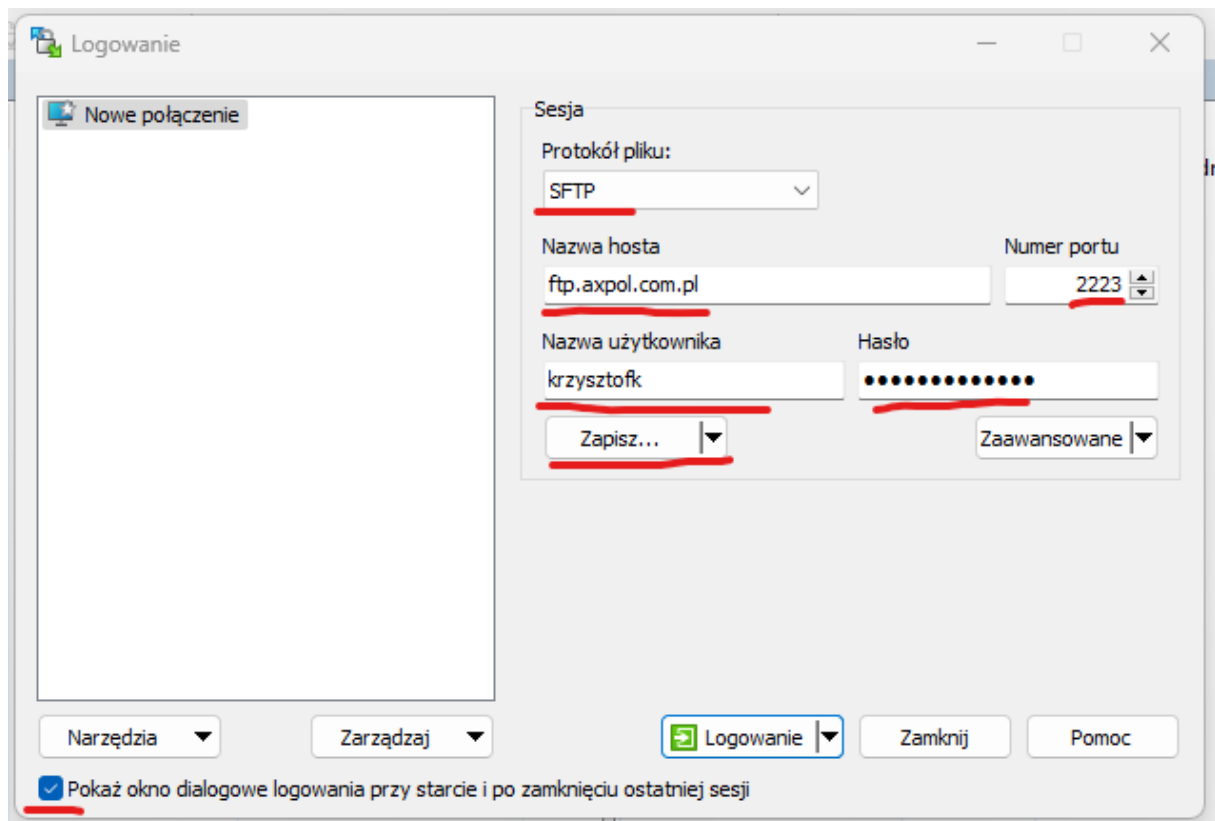 Logowanie
Nowe połączenie
Sesja
Protokół pliku:
SFTP
Nazwa hosta Numer portu
ftp.axpol.com.pl 2223
Nazwa użytkownika Hasło
krzysztofk •••••••••••••
Zapisz... Zaawansowane
Narzędzia Zarządzaj Logowanie Zamknij Pomoc
Pokaż okno dialogowe logowania przy starcie i po zamknięciu ostatniej sesji